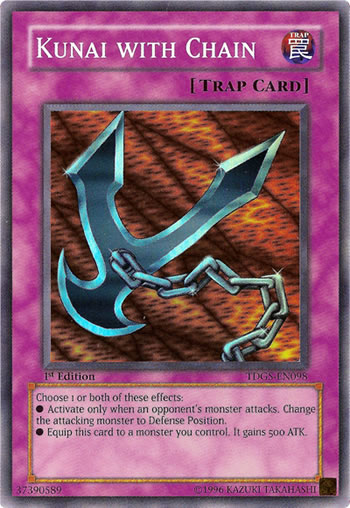 Kunai with Chain
TRAP
罠
[Trap Card]
1st Edition
TDGS-EN098
Choose 1 or both of these effects:
● Activate only when an opponent's monster attacks. Change
the attacking monster to Defense Position.
● Equip this card to a monster you control. It gains 500 ATK.
37390589
©1996 KAZUKI TAKAHASHI